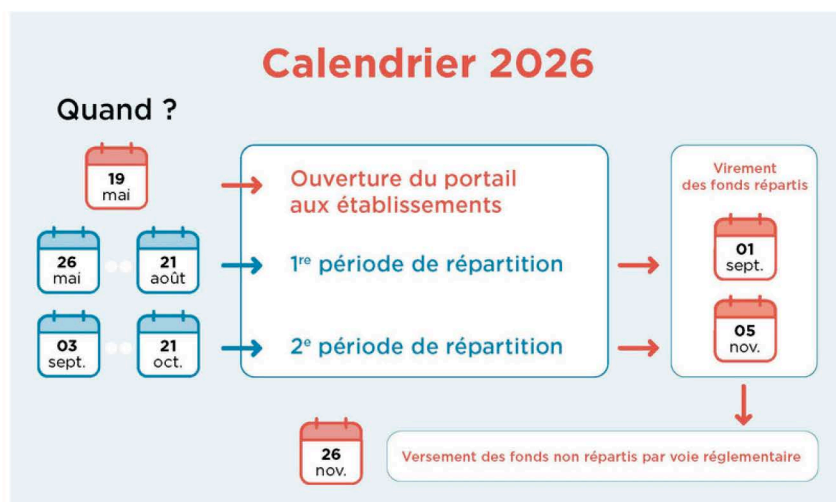 Calendrier 2026
Quand ?
19
mai
Ouverture du portail
aux établissements
Virement
des fonds répartis
26
mai
21
août
1re période de répartition
01
sept.
03
sept.
21
oct.
2e période de répartition
05
nov.
26
nov.
Versement des fonds non répartis par voie réglementaire